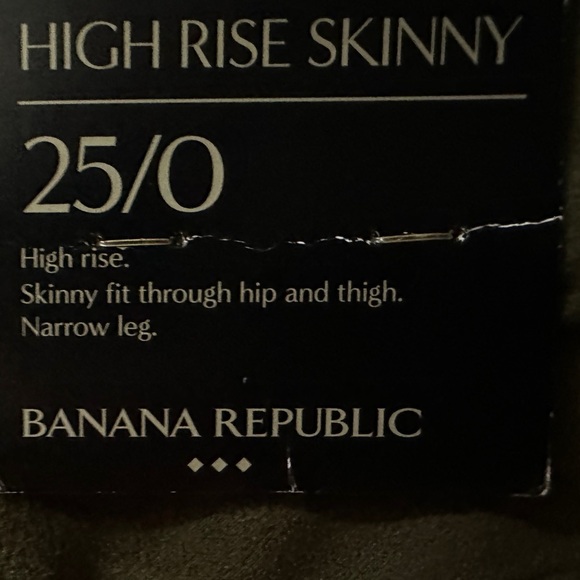 HIGH RISE SKINNY
25/0
High rise.
Skinny fit through hip and thigh.
Narrow leg.
BANANA REPUBLIC